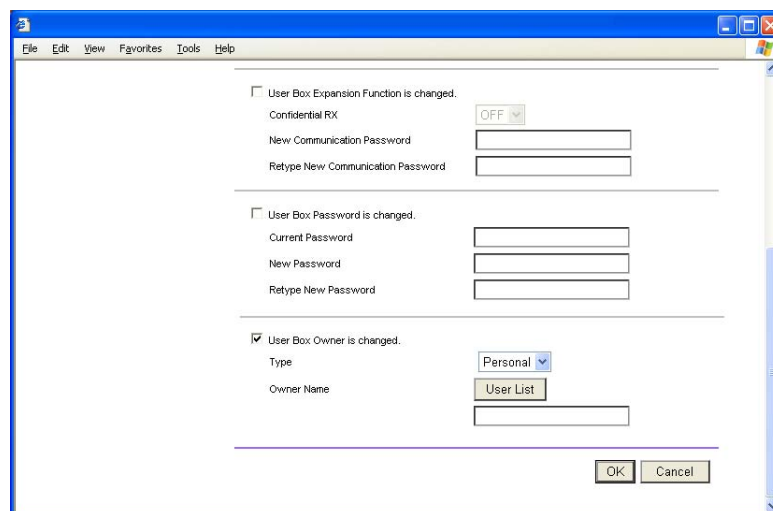 File Edit View Favorites Tools Help
User Box Expansion Function is changed.
Confidential RX OFF
New Communication Password
Retype New Communication Password
User Box Password is changed.
Current Password
New Password
Retype New Password
User Box Owner is changed.
Type Personal
Owner Name User List
OK Cancel